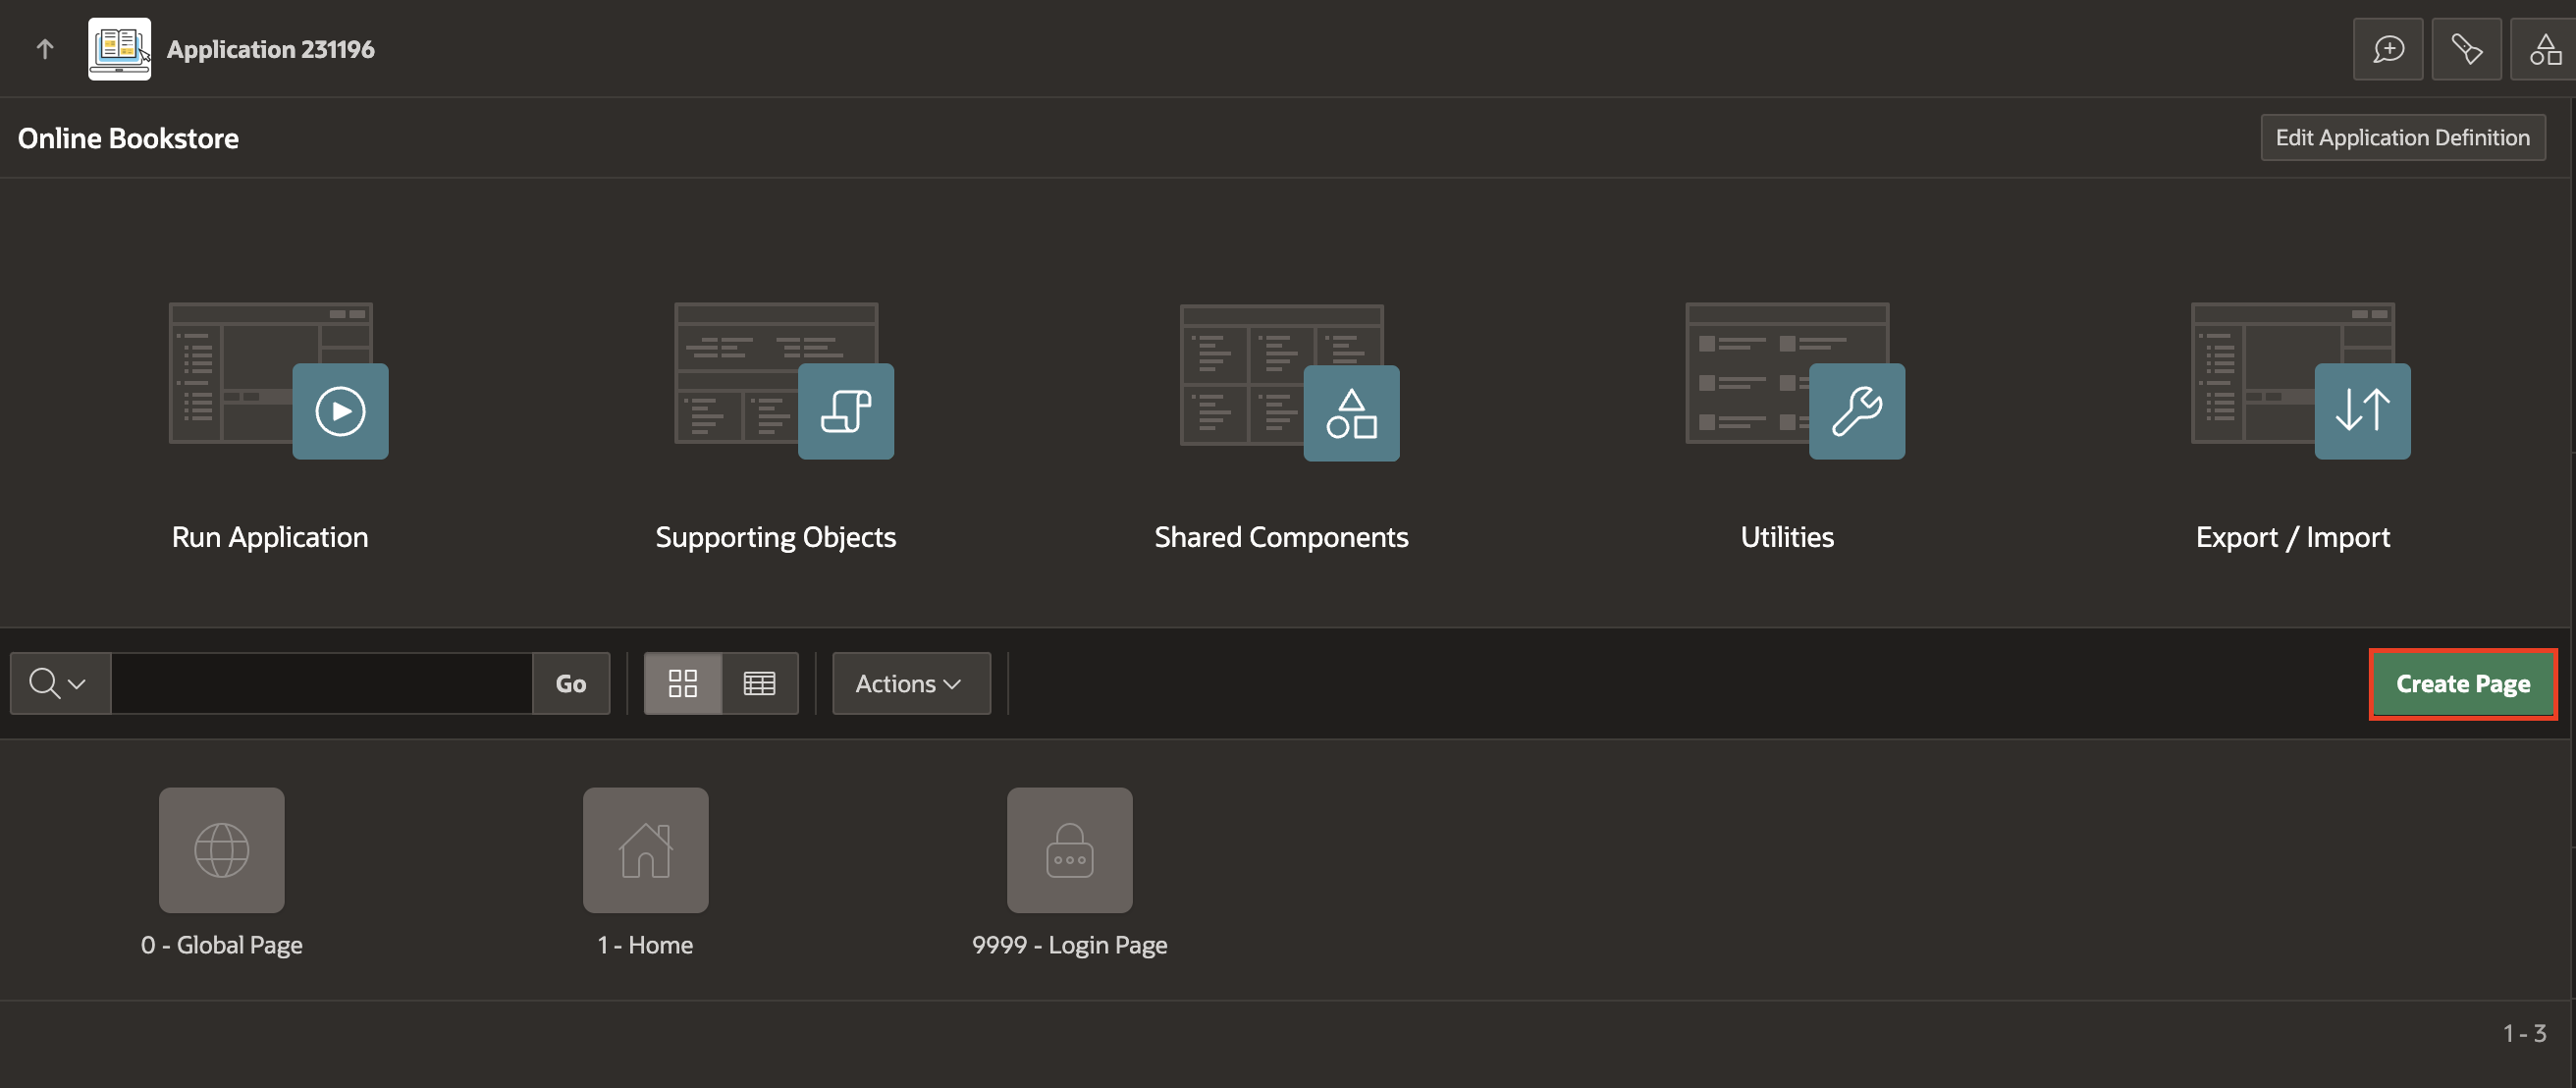 Application 231196
Online Bookstore
Edit Application Definition
Run Application
Supporting Objects
Shared Components
Utilities
Export / Import
Go
Actions
Create Page
0 - Global Page
1 - Home
9999 - Login Page
1 - 3